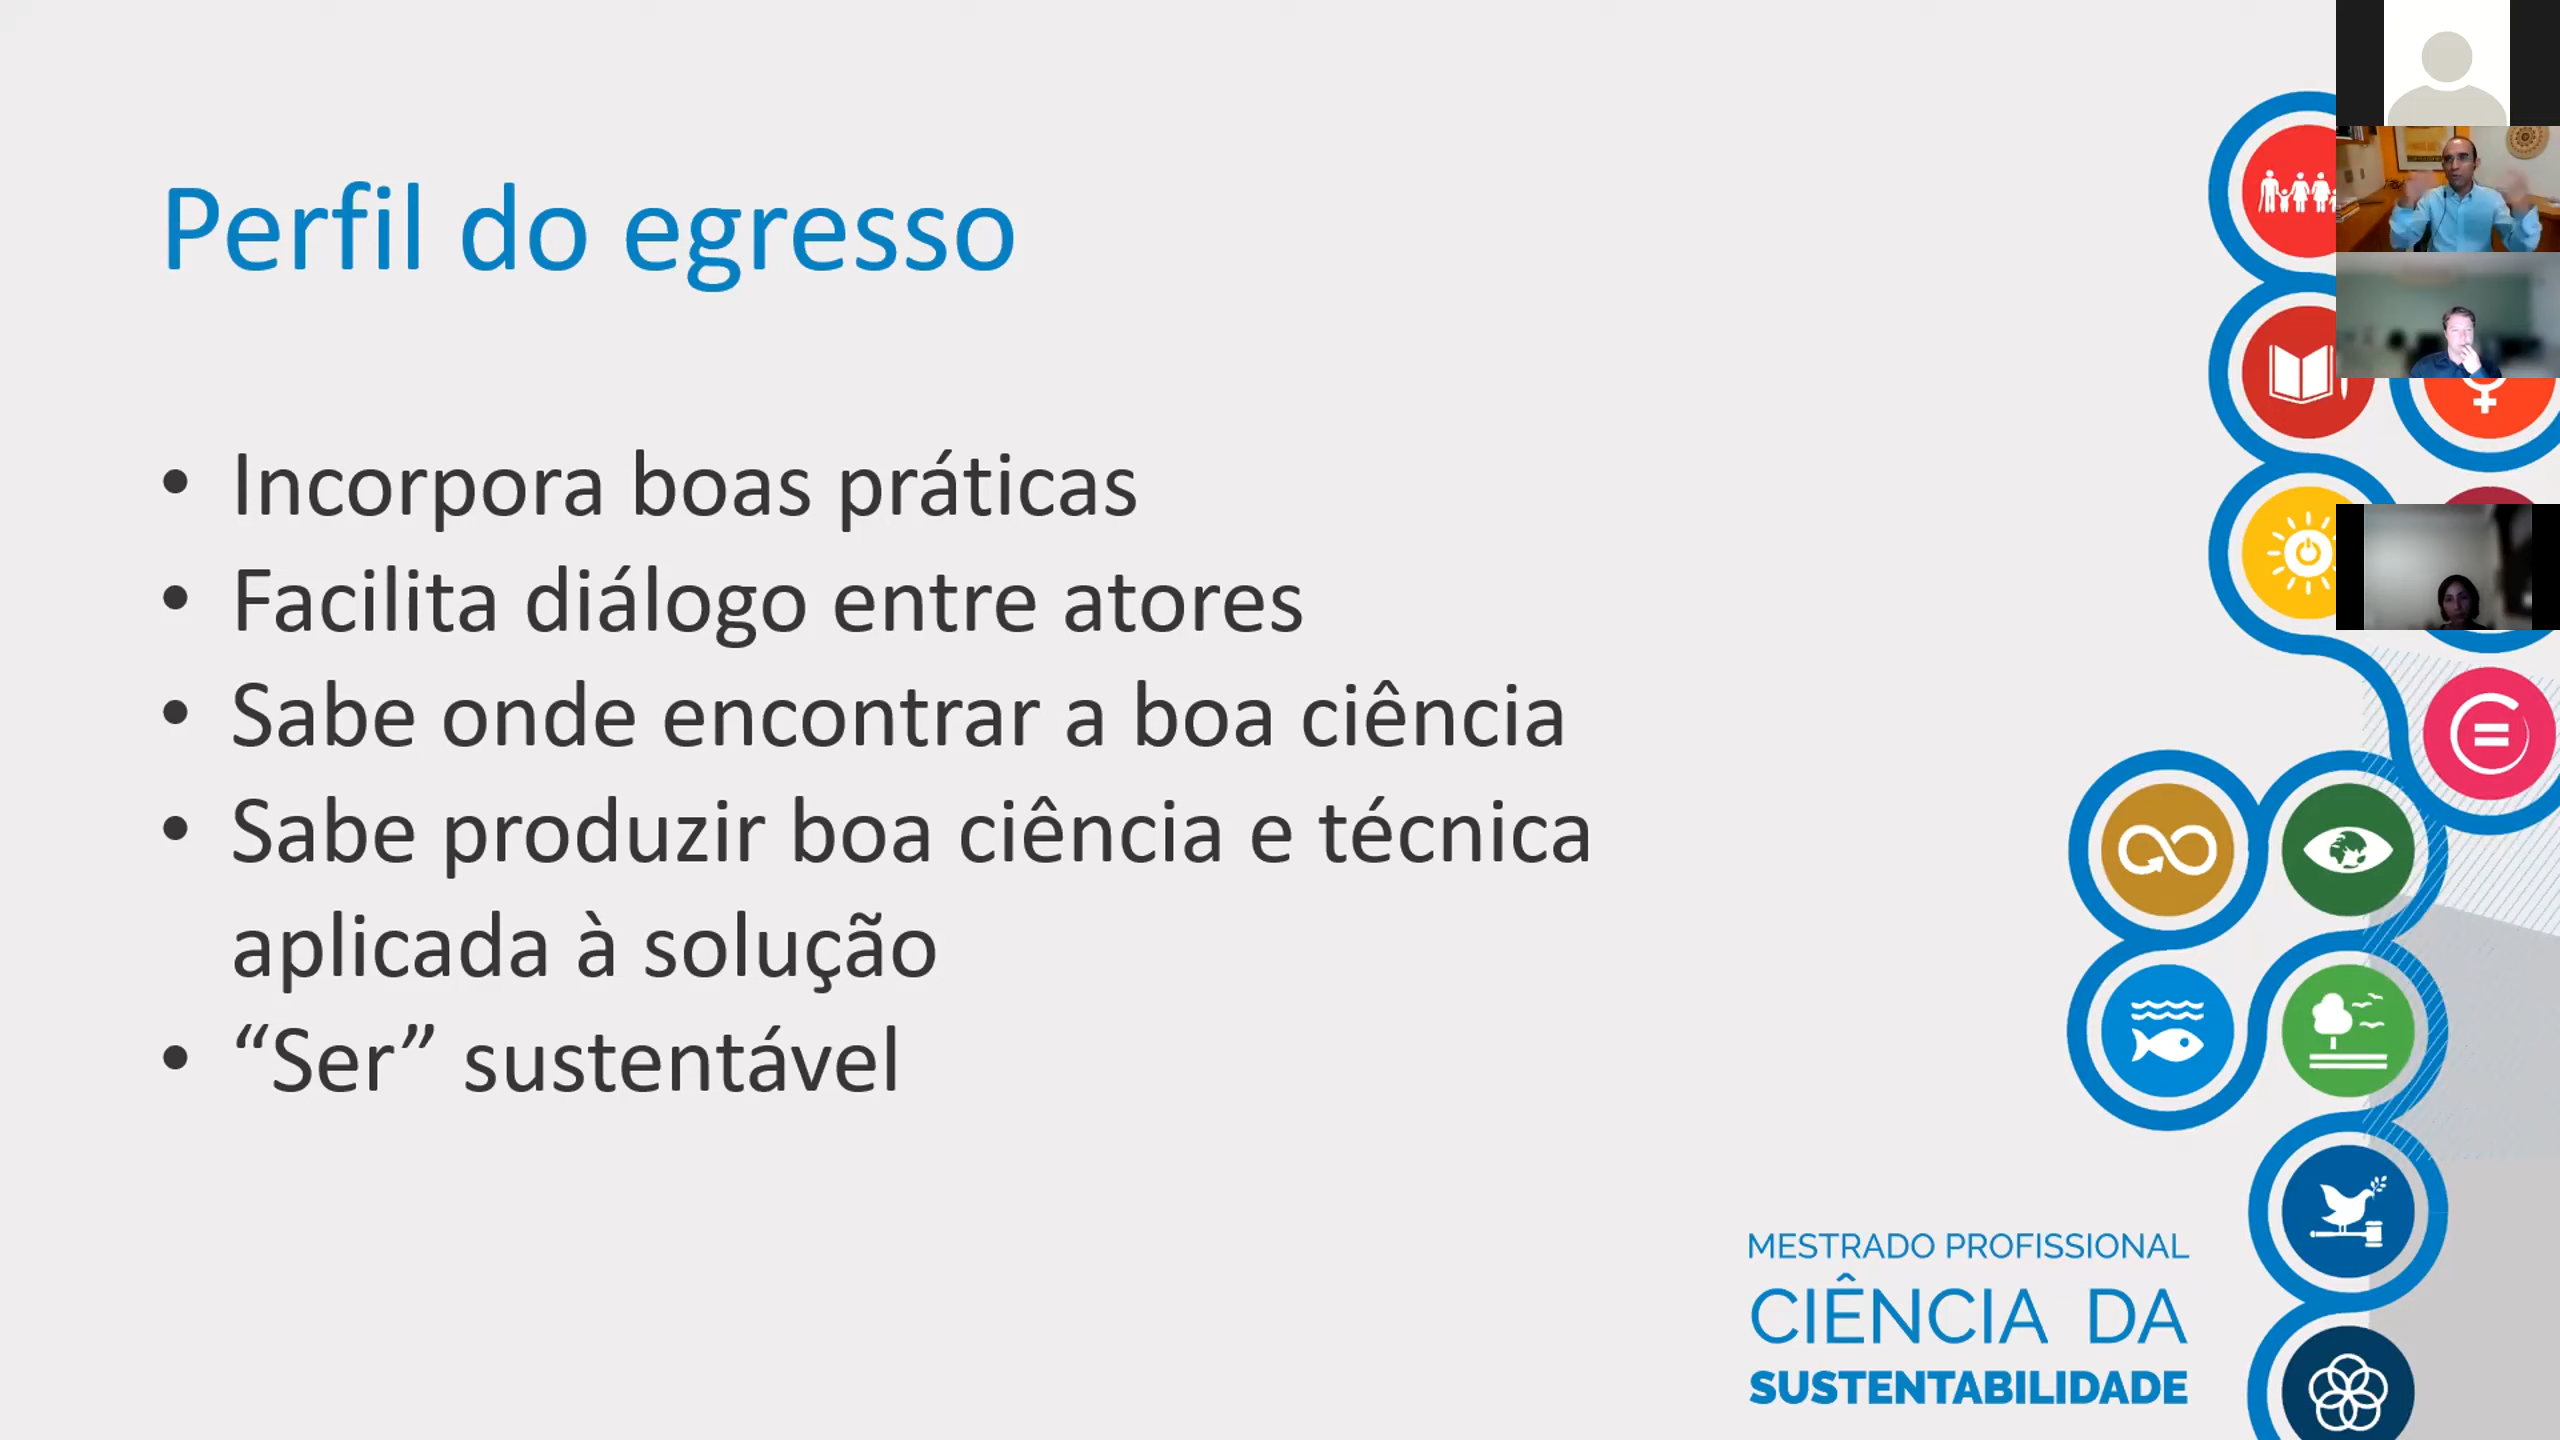 Perfil do egresso
• Incorpora boas práticas
• Facilita diálogo entre atores
• Sabe onde encontrar a boa ciência
• Sabe produzir boa ciência e técnica
aplicada à solução
• “Ser” sustentável
MESTRADO PROFISSIONAL
CIÊNCIA DA
SUSTENTABILIDADE